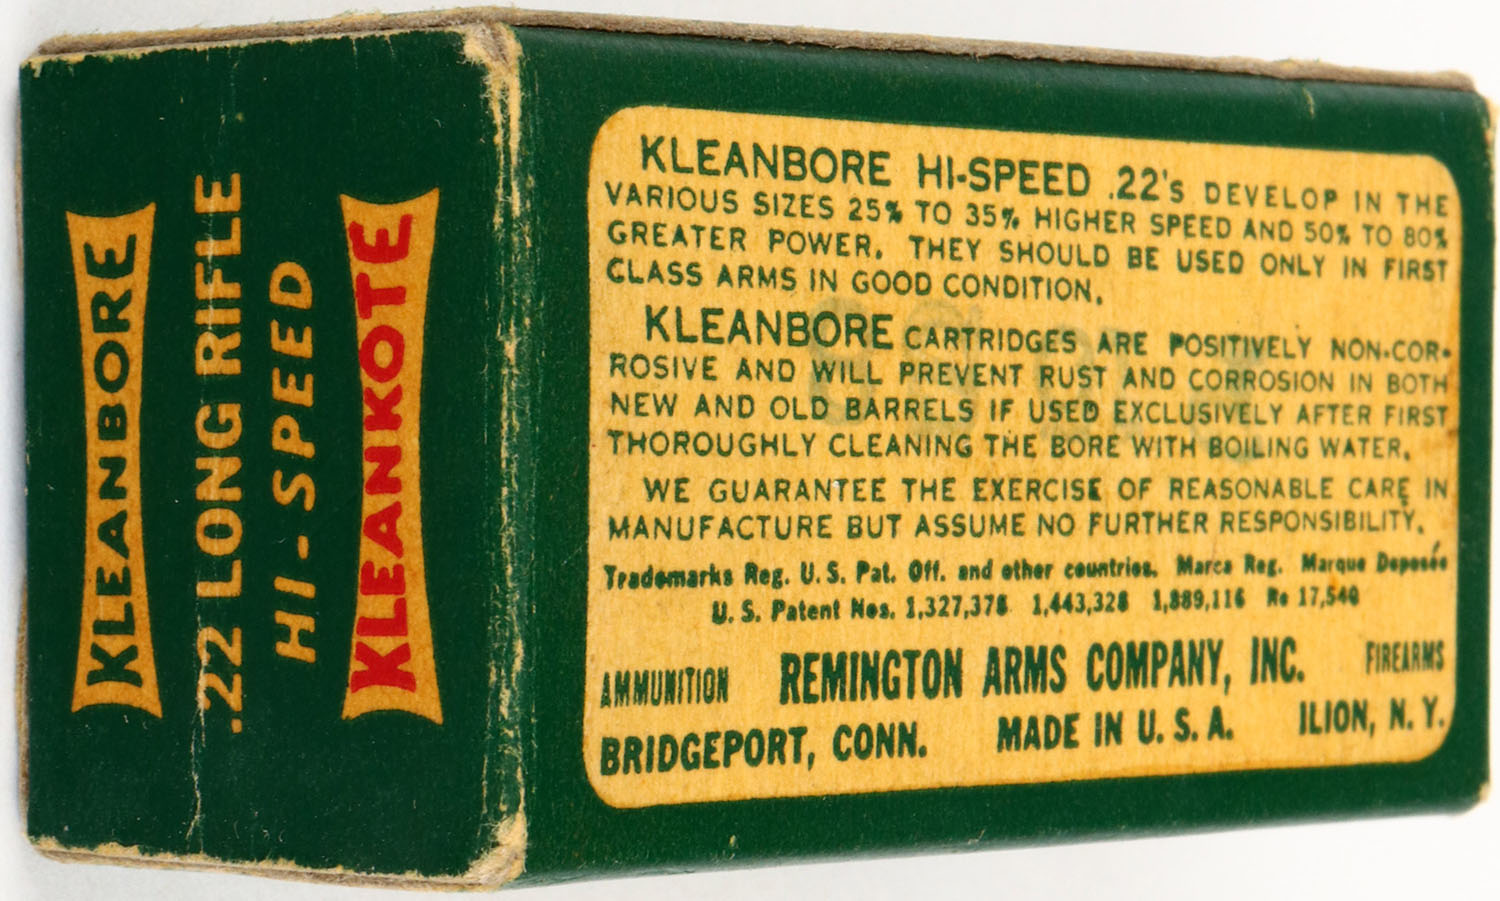 KLEANBORE
.22 LONG RIFLE
HI-SPEED
KLEANKOTE
KLEANBORE HI-SPEED .22's DEVELOP IN THE
VARIOUS SIZES 25% TO 35% HIGHER SPEED AND 50% TO 80%
GREATER POWER. THEY SHOULD BE USED ONLY IN FIRST
CLASS ARMS IN GOOD CONDITION.
KLEANBORE CARTRIDGES ARE POSITIVELY NON-COR-
ROSIVE AND WILL PREVENT RUST AND CORROSION IN BOTH
NEW AND OLD BARRELS IF USED EXCLUSIVELY AFTER FIRST
THOROUGHLY CLEANING THE BORE WITH BOILING WATER.
WE GUARANTEE THE EXERCISE OF REASONABLE CARE IN
MANUFACTURE BUT ASSUME NO FURTHER RESPONSIBILITY.
Trademarks Reg. U. S. Pat. Off. and other countries. Marca Reg. Marque Deposée
U. S. Patent Nos. 1,327,378 1,443,328 1,889,116 Re 17,540
AMMUNITION REMINGTON ARMS COMPANY, INC. FIREARMS
BRIDGEPORT, CONN. MADE IN U. S. A. ILION, N. Y.